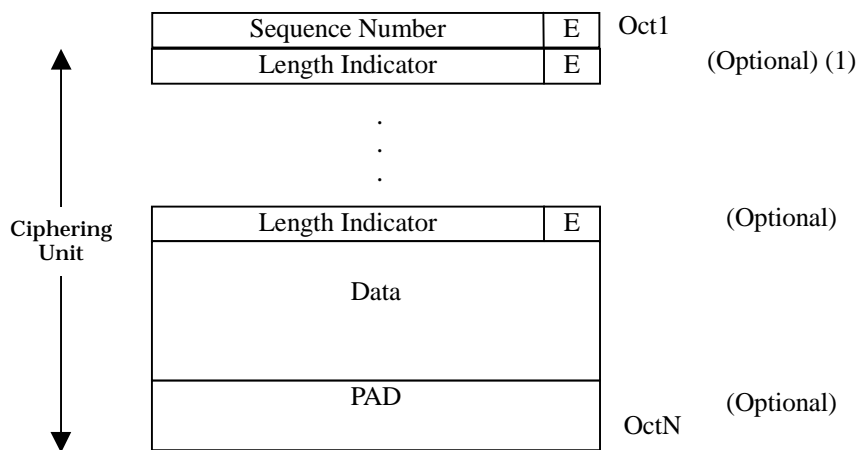 Sequence Number E Oct1
Length Indicator E (Optional) (1)
.
.
.
Length Indicator E (Optional)
Ciphering
Unit
Data
PAD (Optional)
OctN